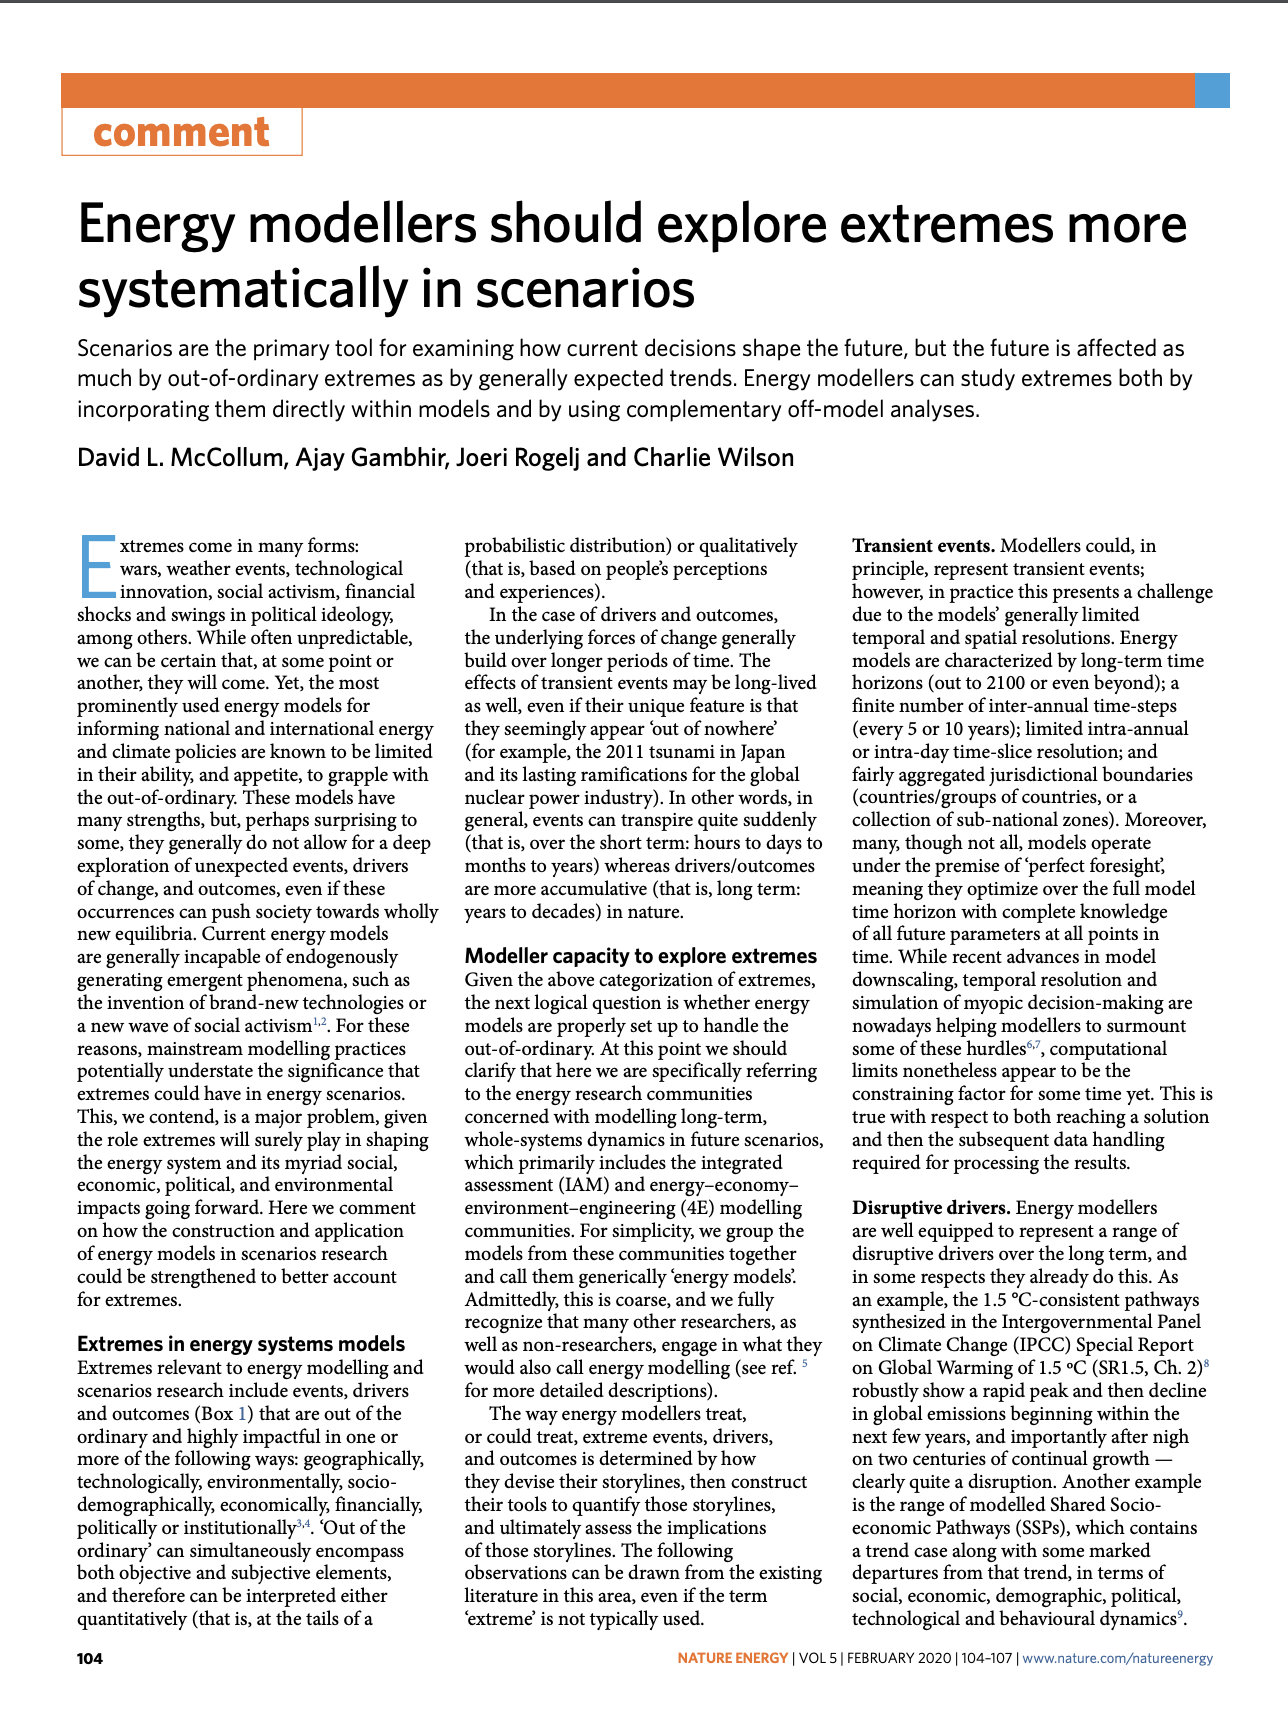 comment
Energy modellers should explore extremes more
systematically in scenarios
Scenarios are the primary tool for examining how current decisions shape the future, but the future is affected as
much by out-of-ordinary extremes as by generally expected trends. Energy modellers can study extremes both by
incorporating them directly within models and by using complementary off-model analyses.
David L. McCollum, Ajay Gambhir, Joeri Rogelj and Charlie Wilson
Extremes come in many forms:
wars, weather events, technological
innovation, social activism, financial
shocks and swings in political ideology,
among others. While often unpredictable,
we can be certain that, at some point or
another, they will come. Yet, the most
prominently used energy models for
informing national and international energy
and climate policies are known to be limited
in their ability, and appetite, to grapple with
the out-of-ordinary. These models have
many strengths, but, perhaps surprising to
some, they generally do not allow for a deep
exploration of unexpected events, drivers
of change, and outcomes, even if these
occurrences can push society towards wholly
new equilibria. Current energy models
are generally incapable of endogenously
generating emergent phenomena, such as
the invention of brand-new technologies or
a new wave of social activism1,2. For these
reasons, mainstream modelling practices
potentially understate the significance that
extremes could have in energy scenarios.
This, we contend, is a major problem, given
the role extremes will surely play in shaping
the energy system and its myriad social,
economic, political, and environmental
impacts going forward. Here we comment
on how the construction and application
of energy models in scenarios research
could be strengthened to better account
for extremes.
Extremes in energy systems models
Extremes relevant to energy modelling and
scenarios research include events, drivers
and outcomes (Box 1) that are out of the
ordinary and highly impactful in one or
more of the following ways: geographically,
technologically, environmentally, socio-
demographically, economically, financially,
politically or institutionally3,4. ‘Out of the
ordinary’ can simultaneously encompass
both objective and subjective elements,
and therefore can be interpreted either
quantitatively (that is, at the tails of a
probabilistic distribution) or qualitatively
(that is, based on people’s perceptions
and experiences).
In the case of drivers and outcomes,
the underlying forces of change generally
build over longer periods of time. The
effects of transient events may be long-lived
as well, even if their unique feature is that
they seemingly appear ‘out of nowhere’
(for example, the 2011 tsunami in Japan
and its lasting ramifications for the global
nuclear power industry). In other words, in
general, events can transpire quite suddenly
(that is, over the short term: hours to days to
months to years) whereas drivers/outcomes
are more accumulative (that is, long term:
years to decades) in nature.
Modeller capacity to explore extremes
Given the above categorization of extremes,
the next logical question is whether energy
models are properly set up to handle the
out-of-ordinary. At this point we should
clarify that here we are specifically referring
to the energy research communities
concerned with modelling long-term,
whole-systems dynamics in future scenarios,
which primarily includes the integrated
assessment (IAM) and energy–economy–
environment–engineering (4E) modelling
communities. For simplicity, we group the
models from these communities together
and call them generically ‘energy models’.
Admittedly, this is coarse, and we fully
recognize that many other researchers, as
well as non-researchers, engage in what they
would also call energy modelling (see ref. 5
for more detailed descriptions).
The way energy modellers treat,
or could treat, extreme events, drivers,
and outcomes is determined by how
they devise their storylines, then construct
their tools to quantify those storylines,
and ultimately assess the implications
of those storylines. The following
observations can be drawn from the existing
literature in this area, even if the term
‘extreme’ is not typically used.
Transient events. Modellers could, in
principle, represent transient events;
however, in practice this presents a challenge
due to the models’ generally limited
temporal and spatial resolutions. Energy
models are characterized by long-term time
horizons (out to 2100 or even beyond); a
finite number of inter-annual time-steps
(every 5 or 10 years); limited intra-annual
or intra-day time-slice resolution; and
fairly aggregated jurisdictional boundaries
(countries/groups of countries, or a
collection of sub-national zones). Moreover,
many, though not all, models operate
under the premise of ‘perfect foresight’,
meaning they optimize over the full model
time horizon with complete knowledge
of all future parameters at all points in
time. While recent advances in model
downscaling, temporal resolution and
simulation of myopic decision-making are
nowadays helping modellers to surmount
some of these hurdles6,7, computational
limits nonetheless appear to be the
constraining factor for some time yet. This is
true with respect to both reaching a solution
and then the subsequent data handling
required for processing the results.
Disruptive drivers. Energy modellers
are well equipped to represent a range of
disruptive drivers over the long term, and
in some respects they already do this. As
an example, the 1.5 °C-consistent pathways
synthesized in the Intergovernmental Panel
on Climate Change (IPCC) Special Report
on Global Warming of 1.5 ºC (SR1.5, Ch. 2)8
robustly show a rapid peak and then decline
in global emissions beginning within the
next few years, and importantly after nigh
on two centuries of continual growth —
clearly quite a disruption. Another example
is the range of modelled Shared Socio-
economic Pathways (SSPs), which contains
a trend case along with some marked
departures from that trend, in terms of
social, economic, demographic, political,
technological and behavioural dynamics9.
104
NATURE ENERGY | VOL 5 | FEBRUARY 2020 | 104–107 | www.nature.com/natureenergy